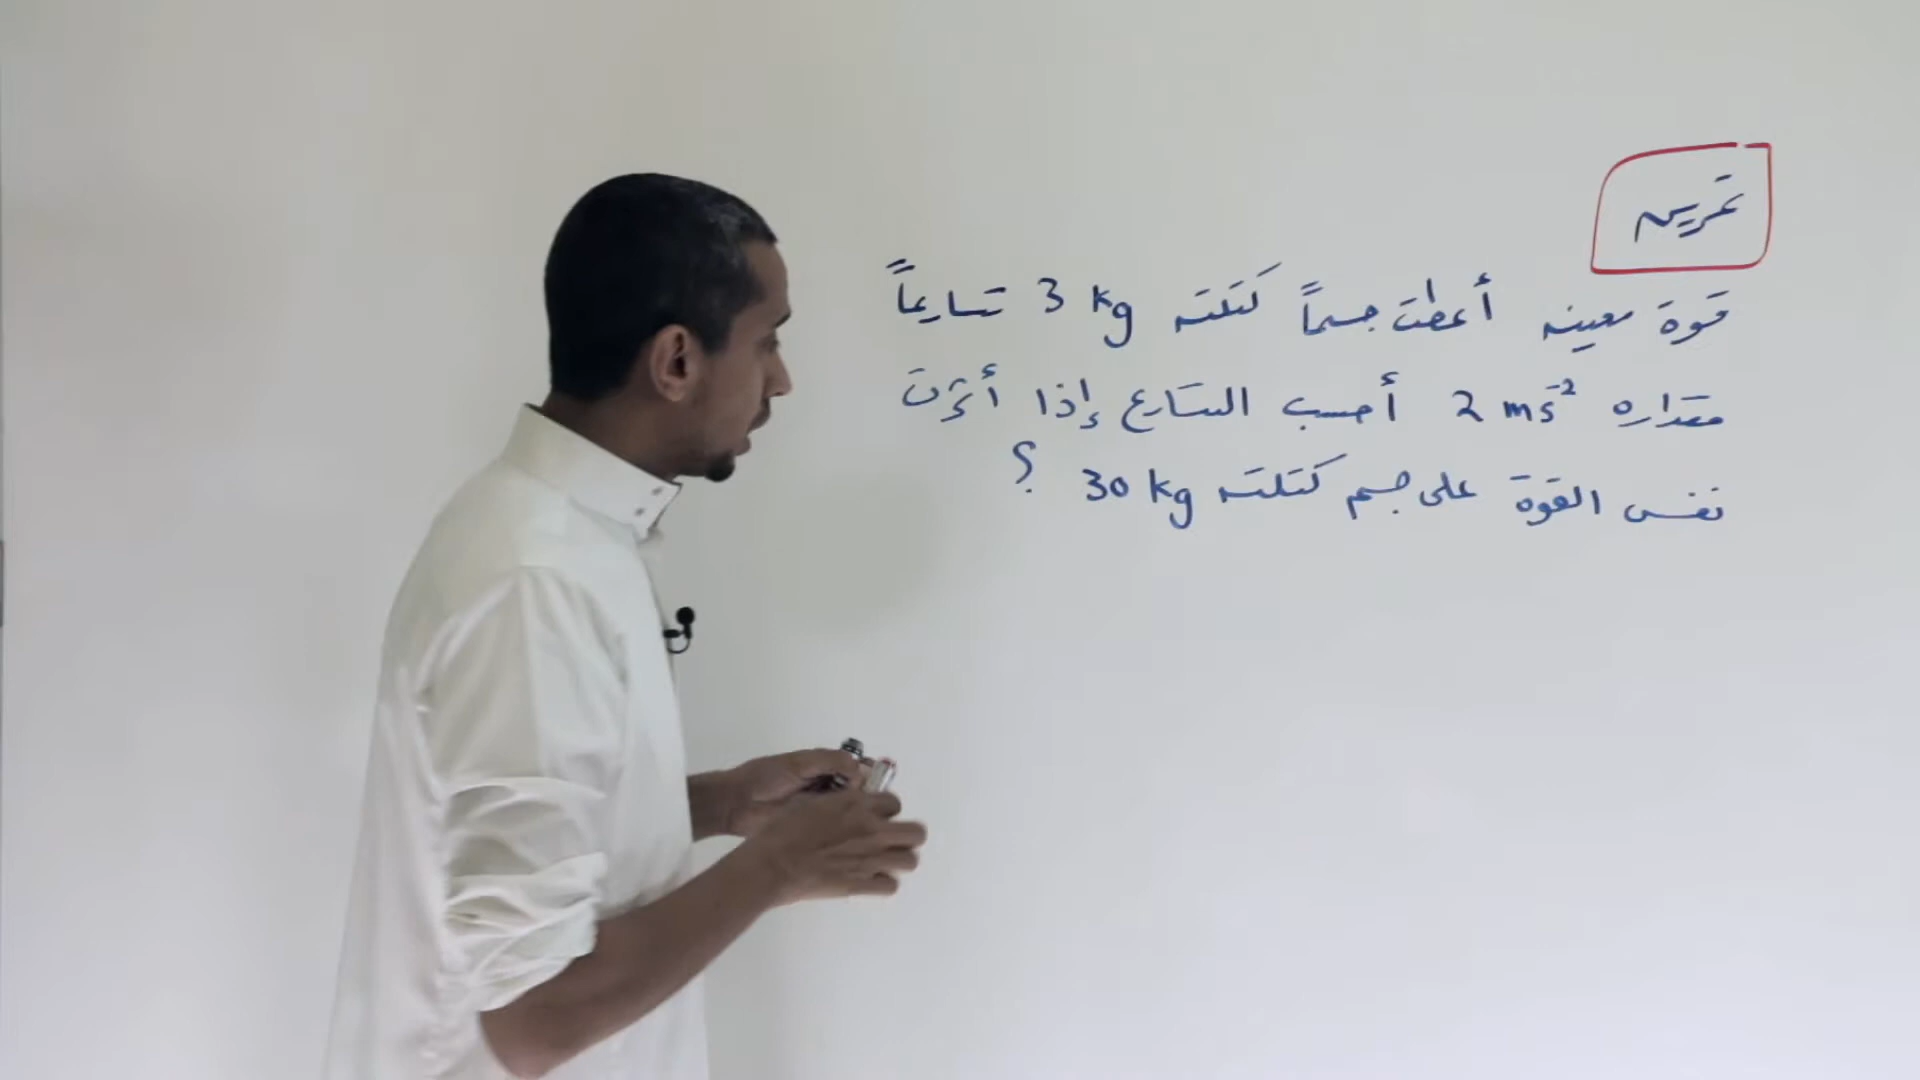 تمرين
قوة معينه أعطت جسماً كتلته 3 kg تسارعاً
مقداره 2 ms⁻² أحسب التسارع إذا أثرت
نفس القوة على جسم كتلته 30 kg ؟